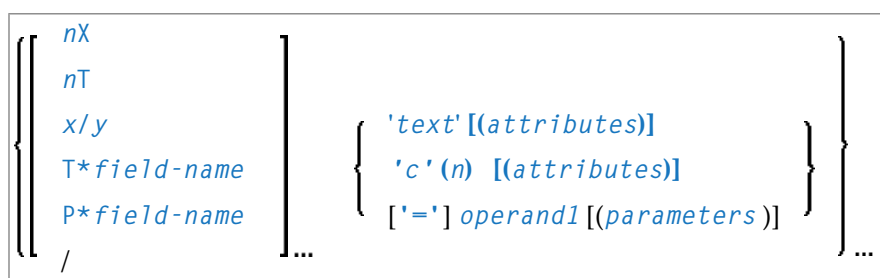 nX
nT
x/y
T*field-name
P*field-name
/
...
'text' [(attributes)]
'c' (n) [(attributes)]
['='] operand1 [(parameters )]
...